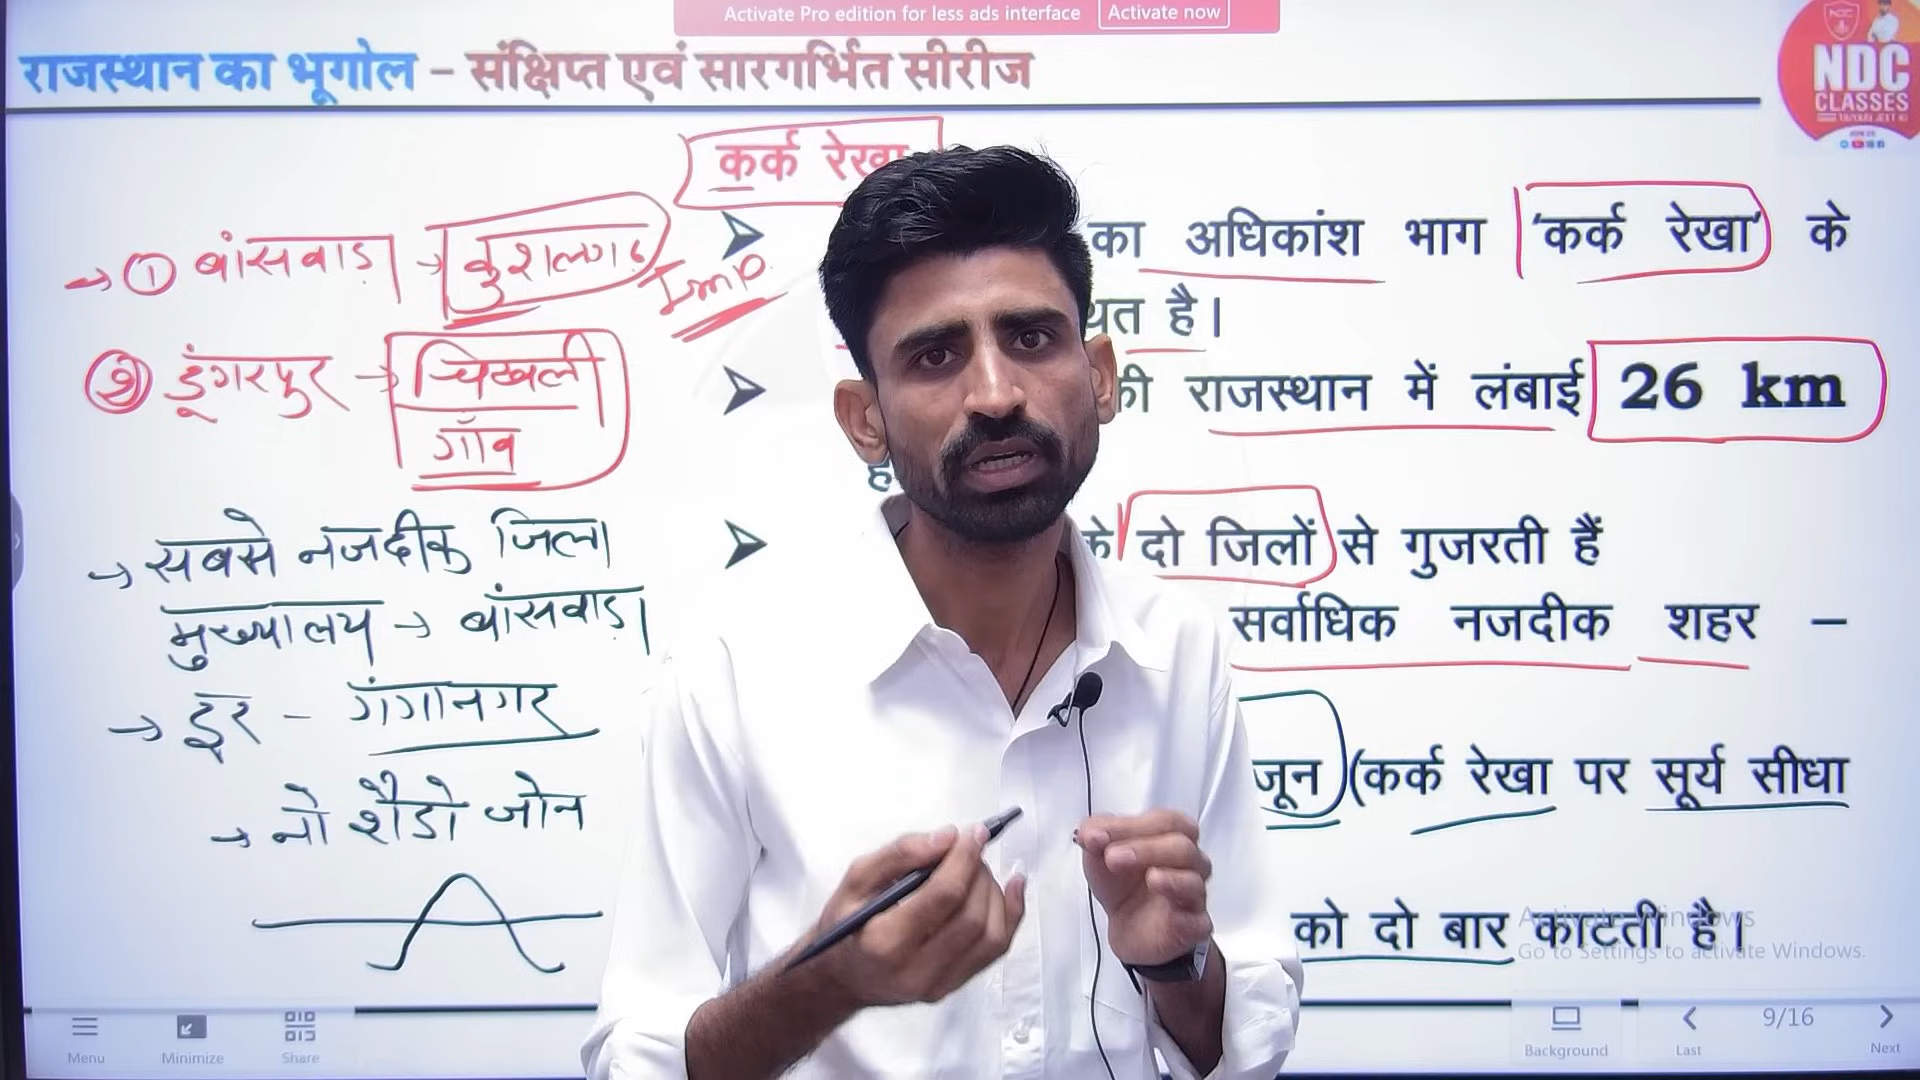 Activate Pro edition for less ads interface Activate now
राजस्थान का भूगोल – संक्षिप्त एवं सारगर्भित सीरीज
NDC
CLASSES
कर्क रेखा
→ ① बांसवाड़ा → कुशलगढ़
Imp.
का अधिकांश भाग 'कर्क रेखा' के
है।
② डूंगरपुर → चिखली
गाँव
की राजस्थान में लंबाई 26 km
→ सबसे नजदीक जिला
मुख्यालय → बांसवाड़ा
के दो जिलों से गुजरती हैं
सर्वाधिक नजदीक शहर –
→ दूर – गंगानगर
→ नो शैडो जोन
जून (कर्क रेखा पर सूर्य सीधा
को दो बार काटती है।
Activate Windows
Go to Settings to activate Windows.
Menu Minimize Share
Background Last 9/16 Next